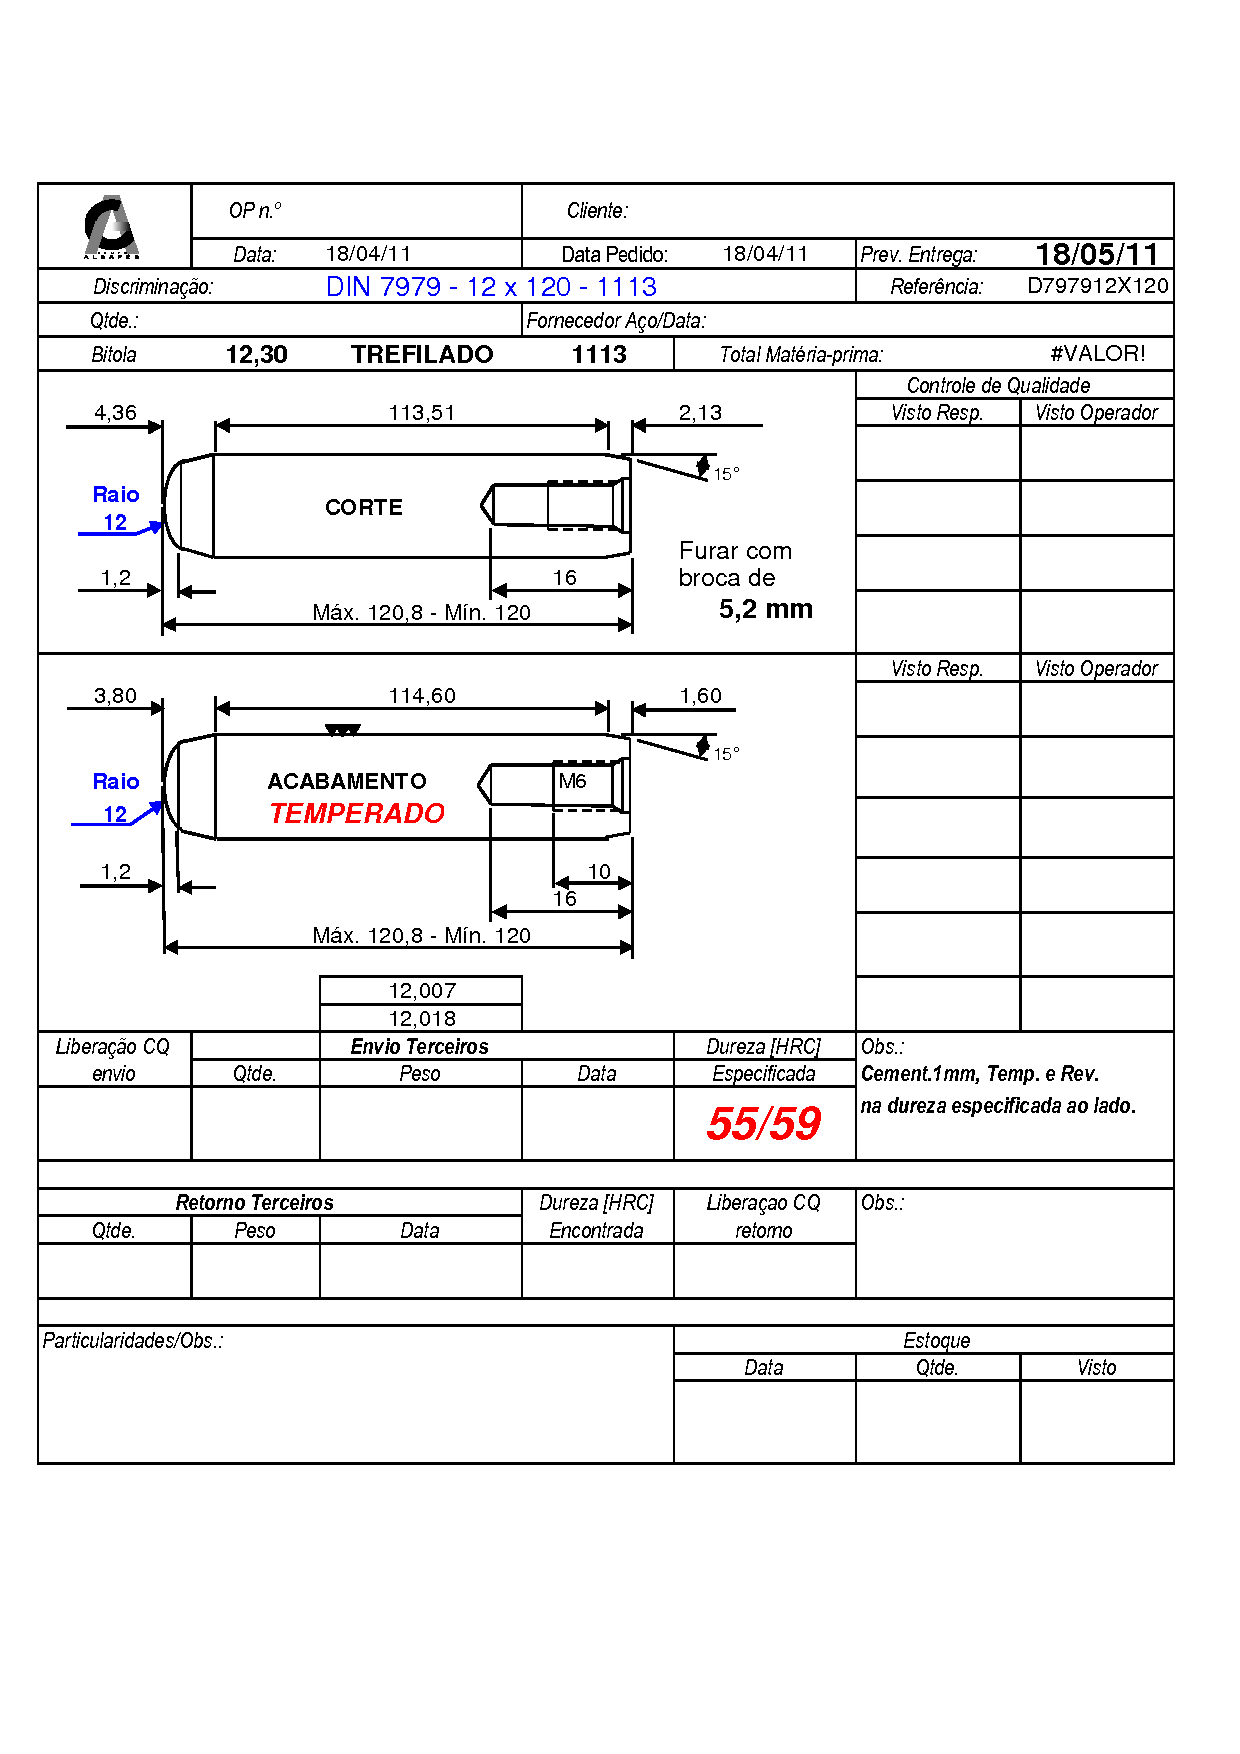 ALBAPES
OP n.º Cliente:
Data: 18/04/11 Data Pedido: 18/04/11 Prev. Entrega: 18/05/11
Discriminação: DIN 7979 - 12 x 120 - 1113 Referência: D797912X120
Qtde.: Fornecedor Aço/Data:
Bitola 12,30 TREFILADO 1113 Total Matéria-prima: #VALOR!
Controle de Qualidade
Visto Resp. Visto Operador
4,36 113,51 2,13
15°
Raio
12
CORTE
Furar com
broca de
5,2 mm
1,2 16
Máx. 120,8 - Mín. 120
Visto Resp. Visto Operador
3,80 114,60 1,60
15°
Raio
12
ACABAMENTO M6
TEMPERADO
1,2 10
16
Máx. 120,8 - Mín. 120
12,007
12,018
Liberação CQ Envio Terceiros Dureza [HRC] Obs.:
envio Qtde. Peso Data Especificada Cement.1mm, Temp. e Rev.
55/59 na dureza especificada ao lado.
Retorno Terceiros Dureza [HRC] Liberaçao CQ Obs.:
Qtde. Peso Data Encontrada retorno
Particularidades/Obs.: Estoque
Data Qtde. Visto